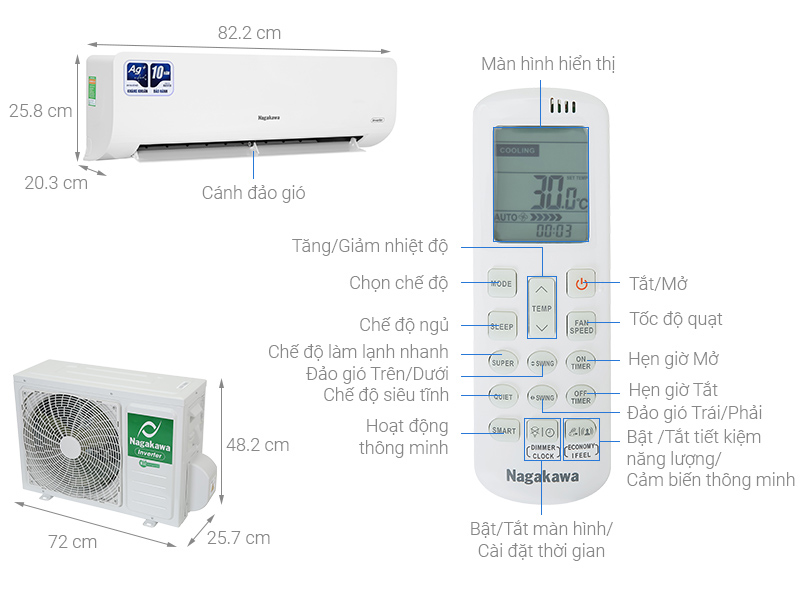 82.2 cm
25.8 cm
20.3 cm
Ag+
10
KHÁNG KHUẨN
BẢO HÀNH
Nagakawa
Cánh đảo gió
Màn hình hiển thị
COOLING
SET TEMP
30.0°C
AUTO
00:03
Tăng/Giảm nhiệt độ
Chọn chế độ
MODE
TEMP
Tắt/Mở
Chế độ ngủ
SLEEP
FAN
SPEED
Tốc độ quạt
Chế độ làm lạnh nhanh
SUPER
SWING
ON
TIMER
Hẹn giờ Mở
Đảo gió Trên/Dưới
Chế độ siêu tĩnh
QUIET
SWING
OFF
TIMER
Hẹn giờ Tắt
Đảo gió Trái/Phải
Hoạt động
thông minh
SMART
DIMMER
CLOCK
ECONOMY
I FEEL
Bật /Tắt tiết kiệm
năng lượng/
Cảm biến thông minh
Nagakawa
Bật/Tắt màn hình/
Cài đặt thời gian
Nagakawa
Inverter
48.2 cm
72 cm
25.7 cm